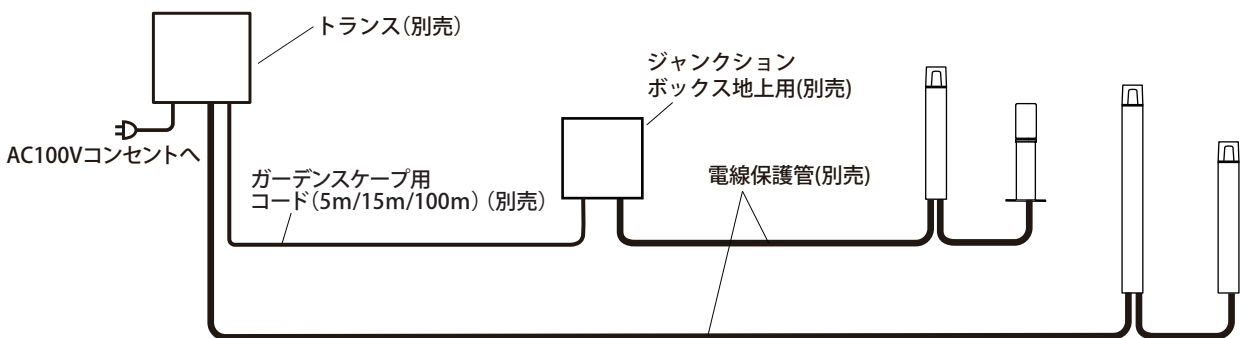 トランス(別売)
ジャンクション
ボックス地上用(別売)
AC100Vコンセントへ
ガーデンスケープ用
コード(5m/15m/100m) (別売)
電線保護管(別売)